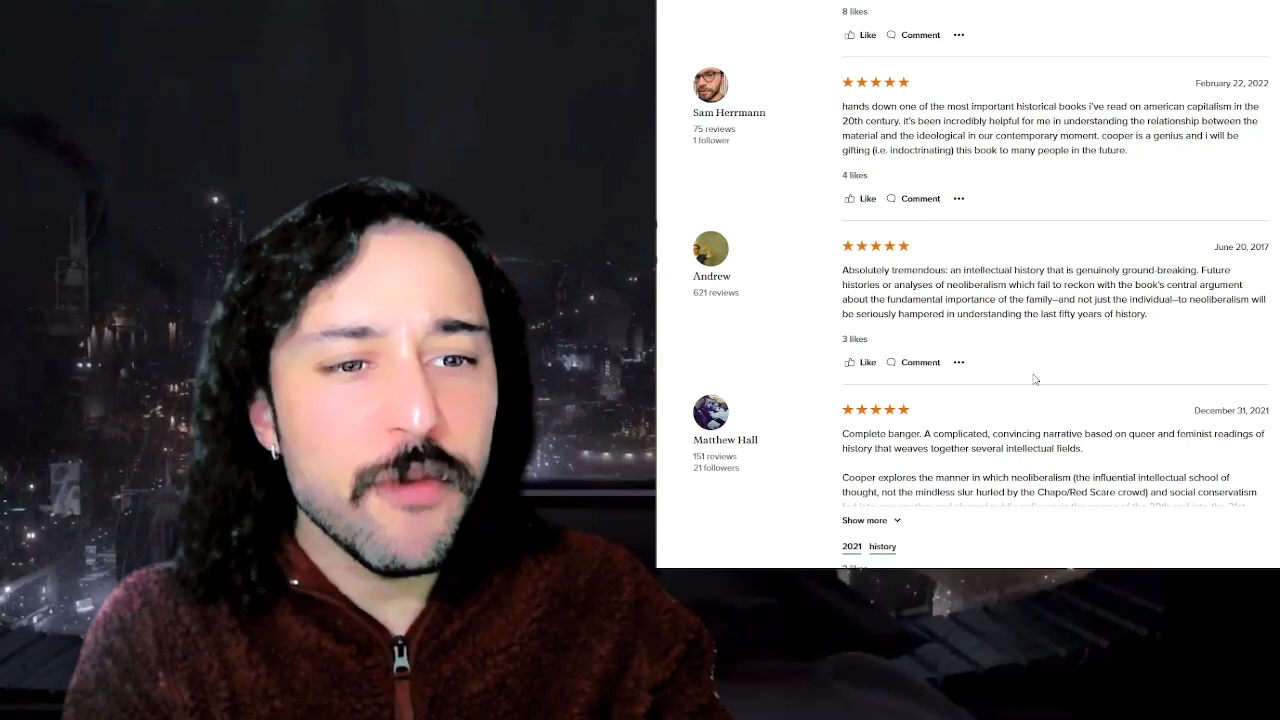 8 likes
Like Comment
Sam Herrmann
75 reviews
1 follower
February 22, 2022
hands down one of the most important historical books i've read on american capitalism in the
20th century. it's been incredibly helpful for me in understanding the relationship between the
material and the ideological in our contemporary moment. cooper is a genius and i will be
gifting (i.e. indoctrinating) this book to many people in the future.
4 likes
Like Comment
Andrew
621 reviews
June 20, 2017
Absolutely tremendous: an intellectual history that is genuinely ground-breaking. Future
histories or analyses of neoliberalism which fail to reckon with the book's central argument
about the fundamental importance of the family–and not just the individual–to neoliberalism will
be seriously hampered in understanding the last fifty years of history.
3 likes
Like Comment
Matthew Hall
151 reviews
21 followers
December 31, 2021
Complete banger. A complicated, convincing narrative based on queer and feminist readings of
history that weaves together several intellectual fields.
Cooper explores the manner in which neoliberalism (the influential intellectual school of
thought, not the mindless slur hurled by the Chapo/Red Scare crowd) and social conservatism
Show more
2021 history